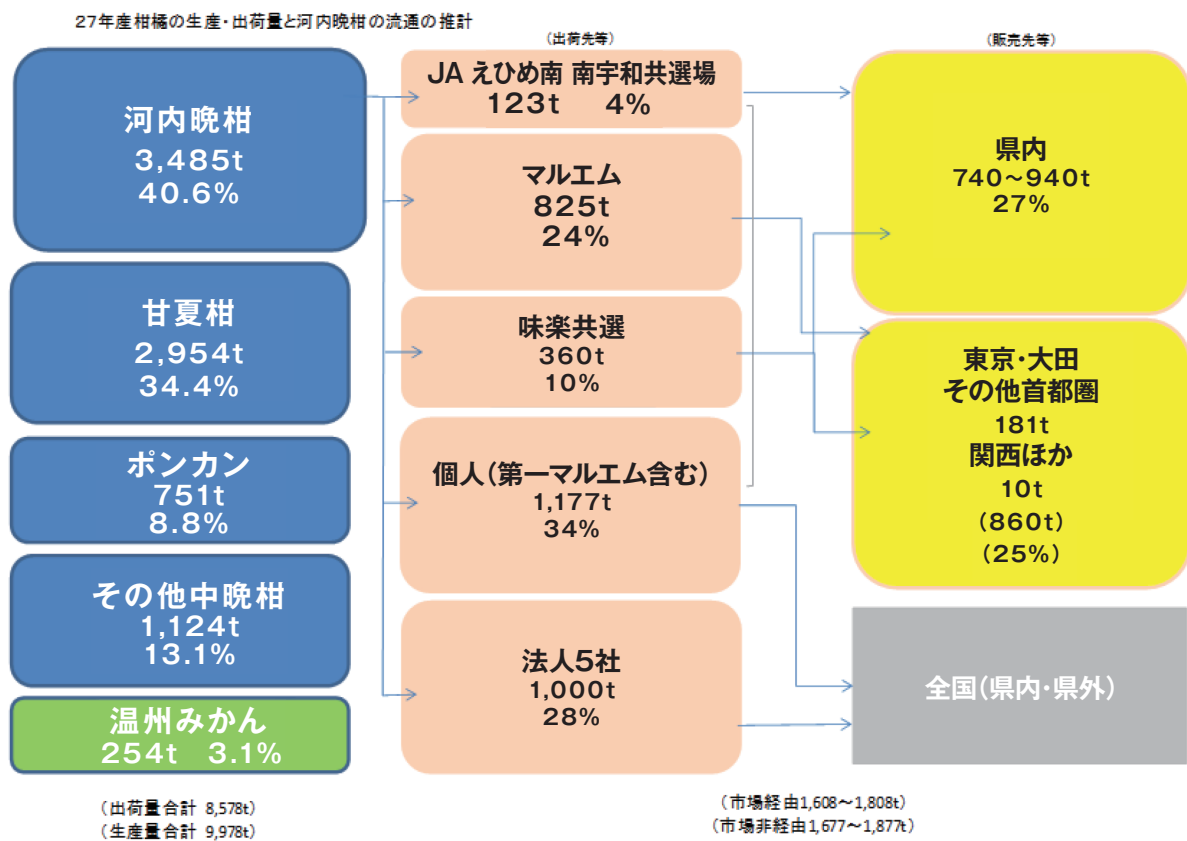 27年産柑橘の生産・出荷量と河内晩柑の流通の推計
（出荷先等）
（販売先等）
河内晩柑
3,485t
40.6%
甘夏柑
2,954t
34.4%
ポンカン
751t
8.8%
その他中晩柑
1,124t
13.1%
温州みかん
254t 3.1%
（出荷量合計 8,578t）
（生産量合計 9,978t）
JA えひめ南 南宇和共選場
123t 4%
マルエム
825t
24%
味楽共選
360t
10%
個人（第一マルエム含む）
1,177t
34%
法人5社
1,000t
28%
県内
740～940t
27%
東京・大田
その他首都圏
181t
関西ほか
10t
（860t）
（25%）
全国（県内・県外）
（市場経由1,608～1,808t）
（市場非経由1,677～1,877t）